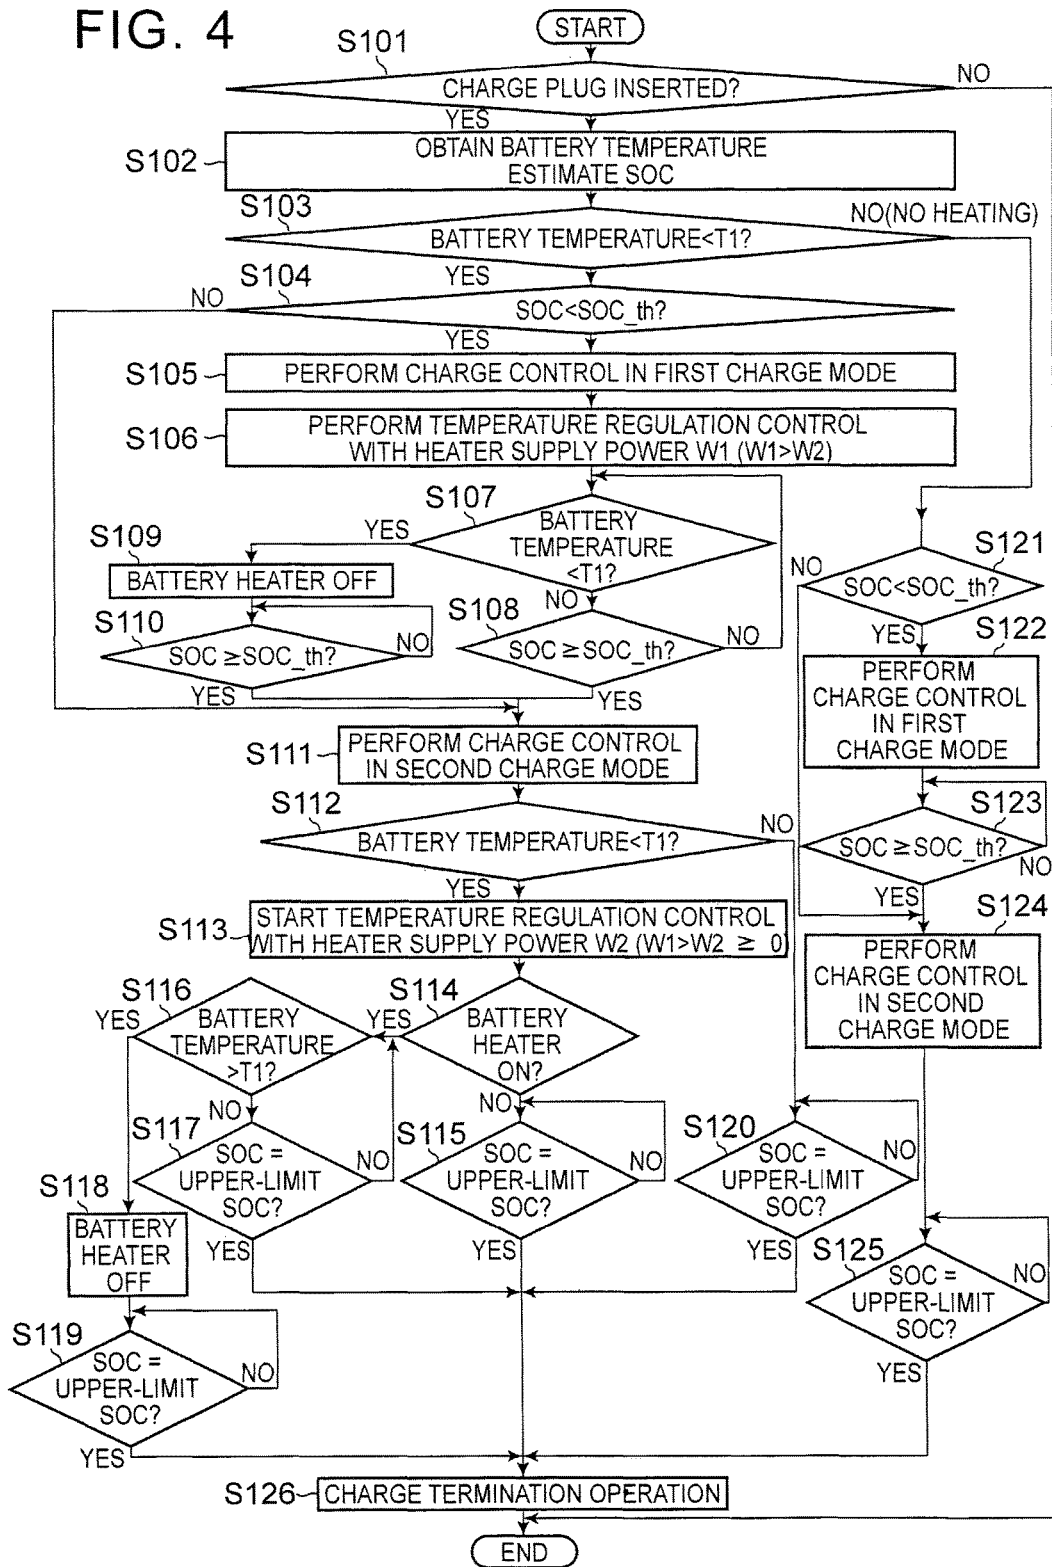 FIG. 4
START
S101
CHARGE PLUG INSERTED?
NO
YES
S102
OBTAIN BATTERY TEMPERATURE
ESTIMATE SOC
S103
NO(NO HEATING)
BATTERY TEMPERATURE<T1?
YES
S104
NO
SOC<SOC_th?
YES
S105
PERFORM CHARGE CONTROL IN FIRST CHARGE MODE
S106
PERFORM TEMPERATURE REGULATION CONTROL
WITH HEATER SUPPLY POWER W1 (W1>W2)
S107
YES
BATTERY
TEMPERATURE
<T1?
NO
S109
BATTERY HEATER OFF
S110
SOC ≥SOC_th?
NO
YES
S108
SOC ≥SOC_th?
NO
YES
S121
NO
SOC<SOC_th?
YES
S122
PERFORM
CHARGE CONTROL
IN FIRST
CHARGE MODE
S111
PERFORM CHARGE CONTROL
IN SECOND CHARGE MODE
S112
BATTERY TEMPERATURE<T1?
NO
YES
S123
SOC ≥SOC_th?
NO
YES
S113
START TEMPERATURE REGULATION CONTROL
WITH HEATER SUPPLY POWER W2 (W1>W2 ≥ 0)
S124
PERFORM
CHARGE CONTROL
IN SECOND
CHARGE MODE
S116
YES
BATTERY
TEMPERATURE
>T1?
NO
S114
YES
BATTERY
HEATER
ON?
NO
S117
SOC =
UPPER-LIMIT
SOC?
NO
YES
S115
SOC =
UPPER-LIMIT
SOC?
NO
YES
S120
SOC =
UPPER-LIMIT
SOC?
NO
YES
S118
BATTERY
HEATER
OFF
S125
SOC =
UPPER-LIMIT
SOC?
NO
YES
S119
SOC =
UPPER-LIMIT
SOC?
NO
YES
S126
CHARGE TERMINATION OPERATION
END